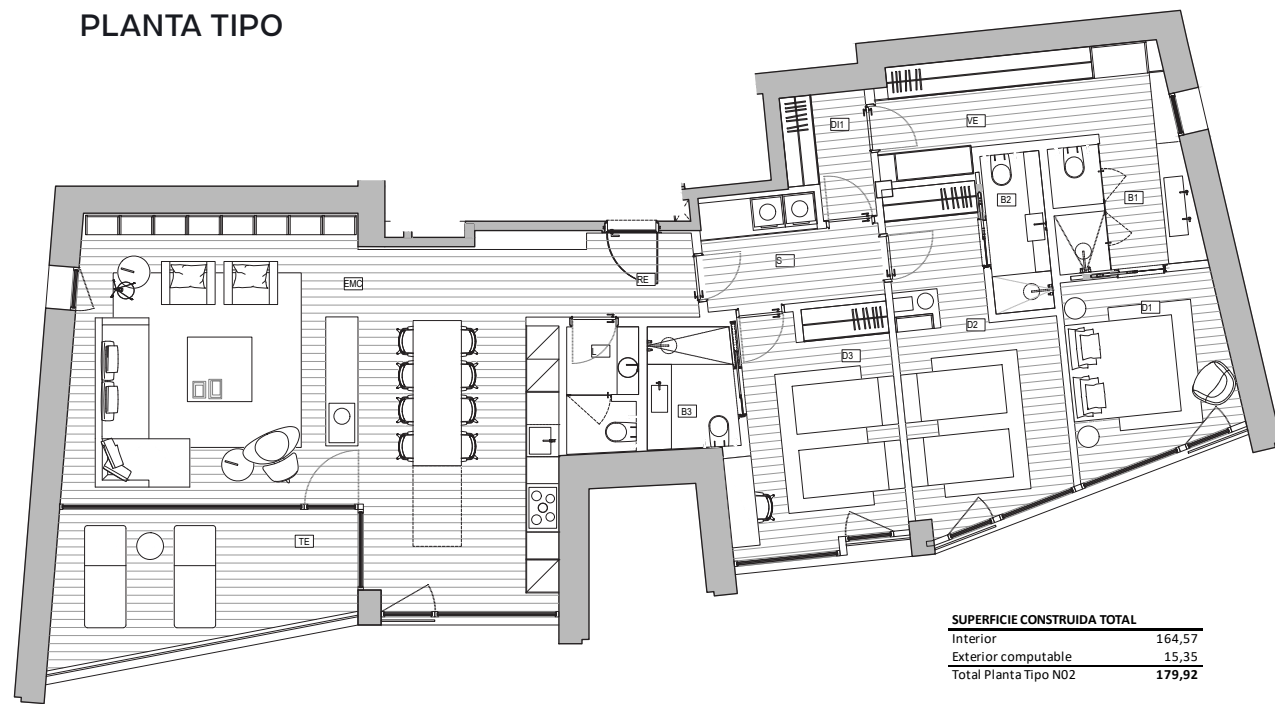 PLANTA TIPO
DI1
VE
B2
B1
S
EMC
RE
D1
D2
D3
L
B3
TE
SUPERFICIE CONSTRUIDA TOTAL
Interior 164,57
Exterior computable 15,35
Total Planta Tipo N02 179,92